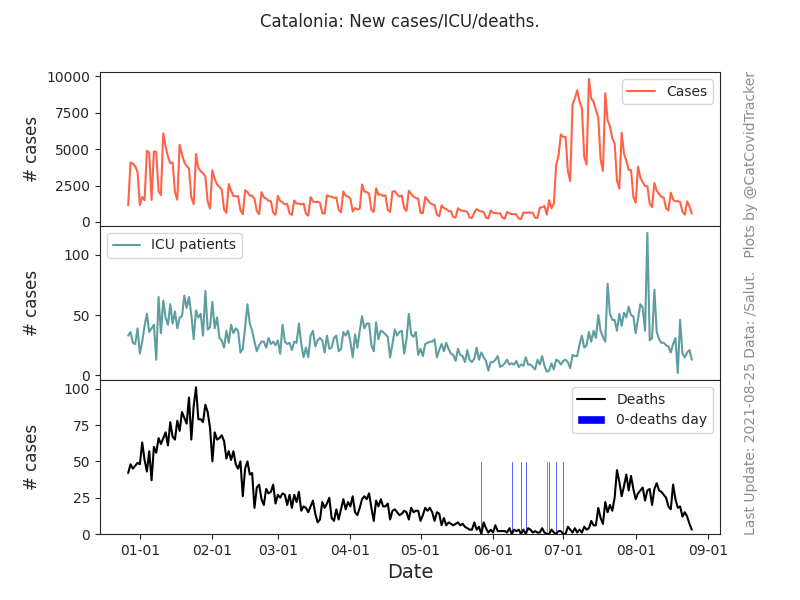 Catalonia: New cases/ICU/deaths.
10000
7500
5000
2500
0
# cases
Cases
100
50
0
# cases
ICU patients
100
75
50
25
0
# cases
Deaths
0-deaths day
01-01 02-01 03-01 04-01 05-01 06-01 07-01 08-01 09-01
Date
Last Update: 2021-08-25 Data: /Salut. Plots by @CatCovidTracker